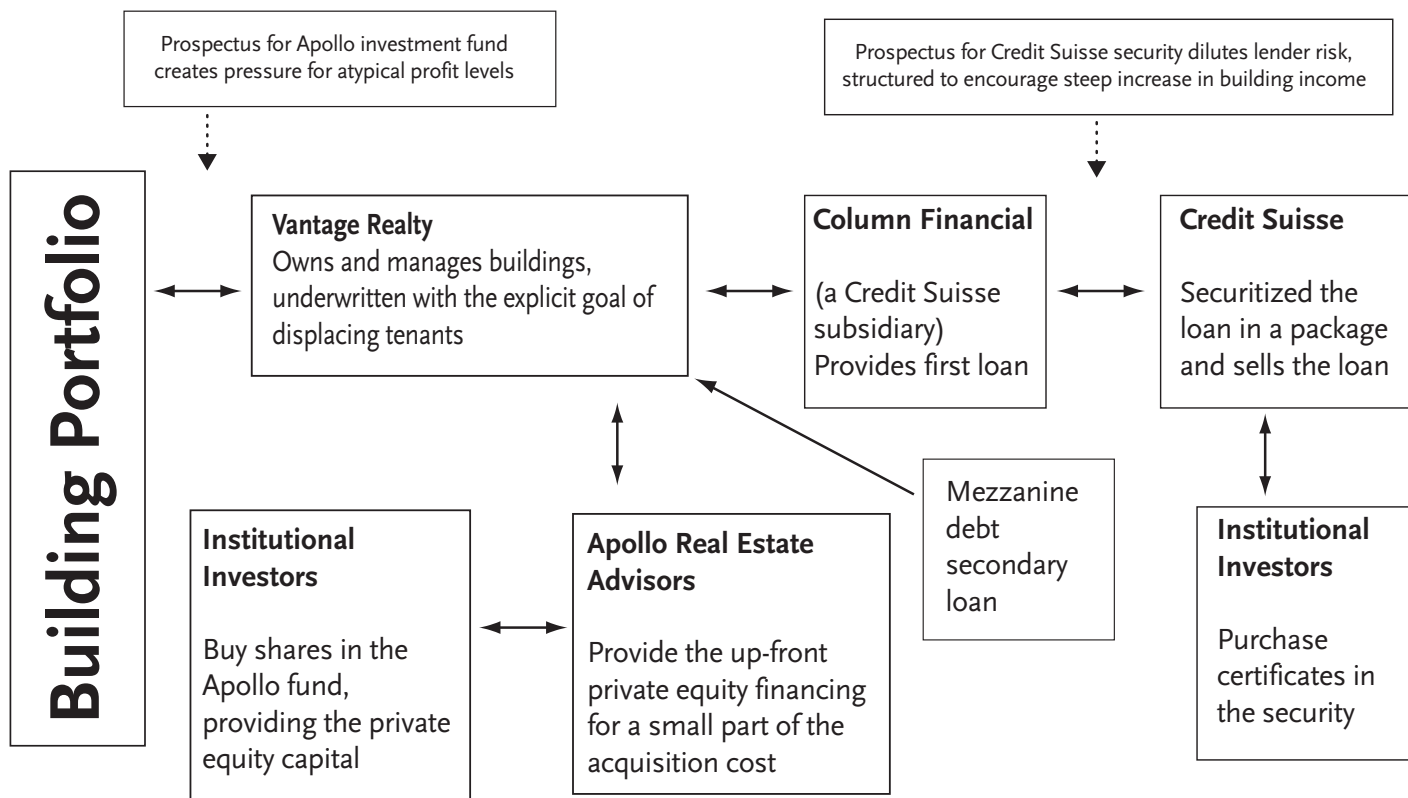 Prospectus for Apollo investment fund
creates pressure for atypical profit levels
Prospectus for Credit Suisse security dilutes lender risk,
structured to encourage steep increase in building income
Building Portfolio
Vantage Realty
Owns and manages buildings,
underwritten with the explicit goal of
displacing tenants
Column Financial
(a Credit Suisse
subsidiary)
Provides first loan
Credit Suisse
Securitized the
loan in a package
and sells the loan
Institutional
Investors
Buy shares in the
Apollo fund,
providing the private
equity capital
Apollo Real Estate
Advisors
Provide the up-front
private equity financing
for a small part of the
acquisition cost
Mezzanine
debt
secondary
loan
Institutional
Investors
Purchase
certificates in
the security